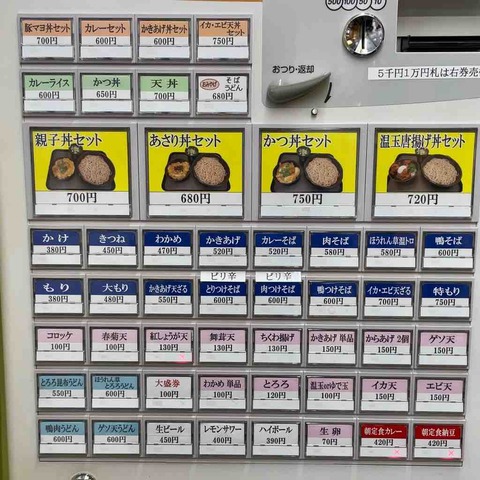 500 100 50 10
おつり・返却
5千円1万円札は右券売
豚マヨ丼セット
700円
カレーセット
600円
かきあげ丼セット
600円
イカ・エビ天丼
セット
750円
カレーライス
600円
かつ丼
650円
天丼
700円
そば
うどん
680円
親子丼セット
700円
あさり丼セット
680円
かつ丼セット
750円
温玉唐揚げ丼セット
720円
かけ
380円
きつね
450円
わかめ
470円
かきあげ
520円
カレーそば
520円
肉そば
580円
ほうれん草温トロ
580円
鴨そば
600円
ピリ辛
ピリ辛
もり
380円
大もり
480円
かきあげ天ざる
550円
とりつけそば
600円
肉つけそば
600円
鴨つけそば
600円
イカ・エビ天ざる
700円
特もり
750円
コロッケ
100円
春菊天
100円
紅しょうが天
130円
舞茸天
130円
ちくわ揚げ
130円
かきあげ 単品
150円
からあげ 2個
150円
ゲソ天
150円
とろろ昆布うどん
550円
ほうれん草
とろろうどん
600円
大盛券
100円
わかめ 単品
100円
とろろ
120円
温玉orゆで玉
100円
イカ天
150円
エビ天
150円
鴨肉うどん
600円
ゲソ天うどん
600円
生ビール
450円
レモンサワー
400円
ハイボール
390円
生卵
70円
朝定食カレー
420円
朝定食納豆
420円